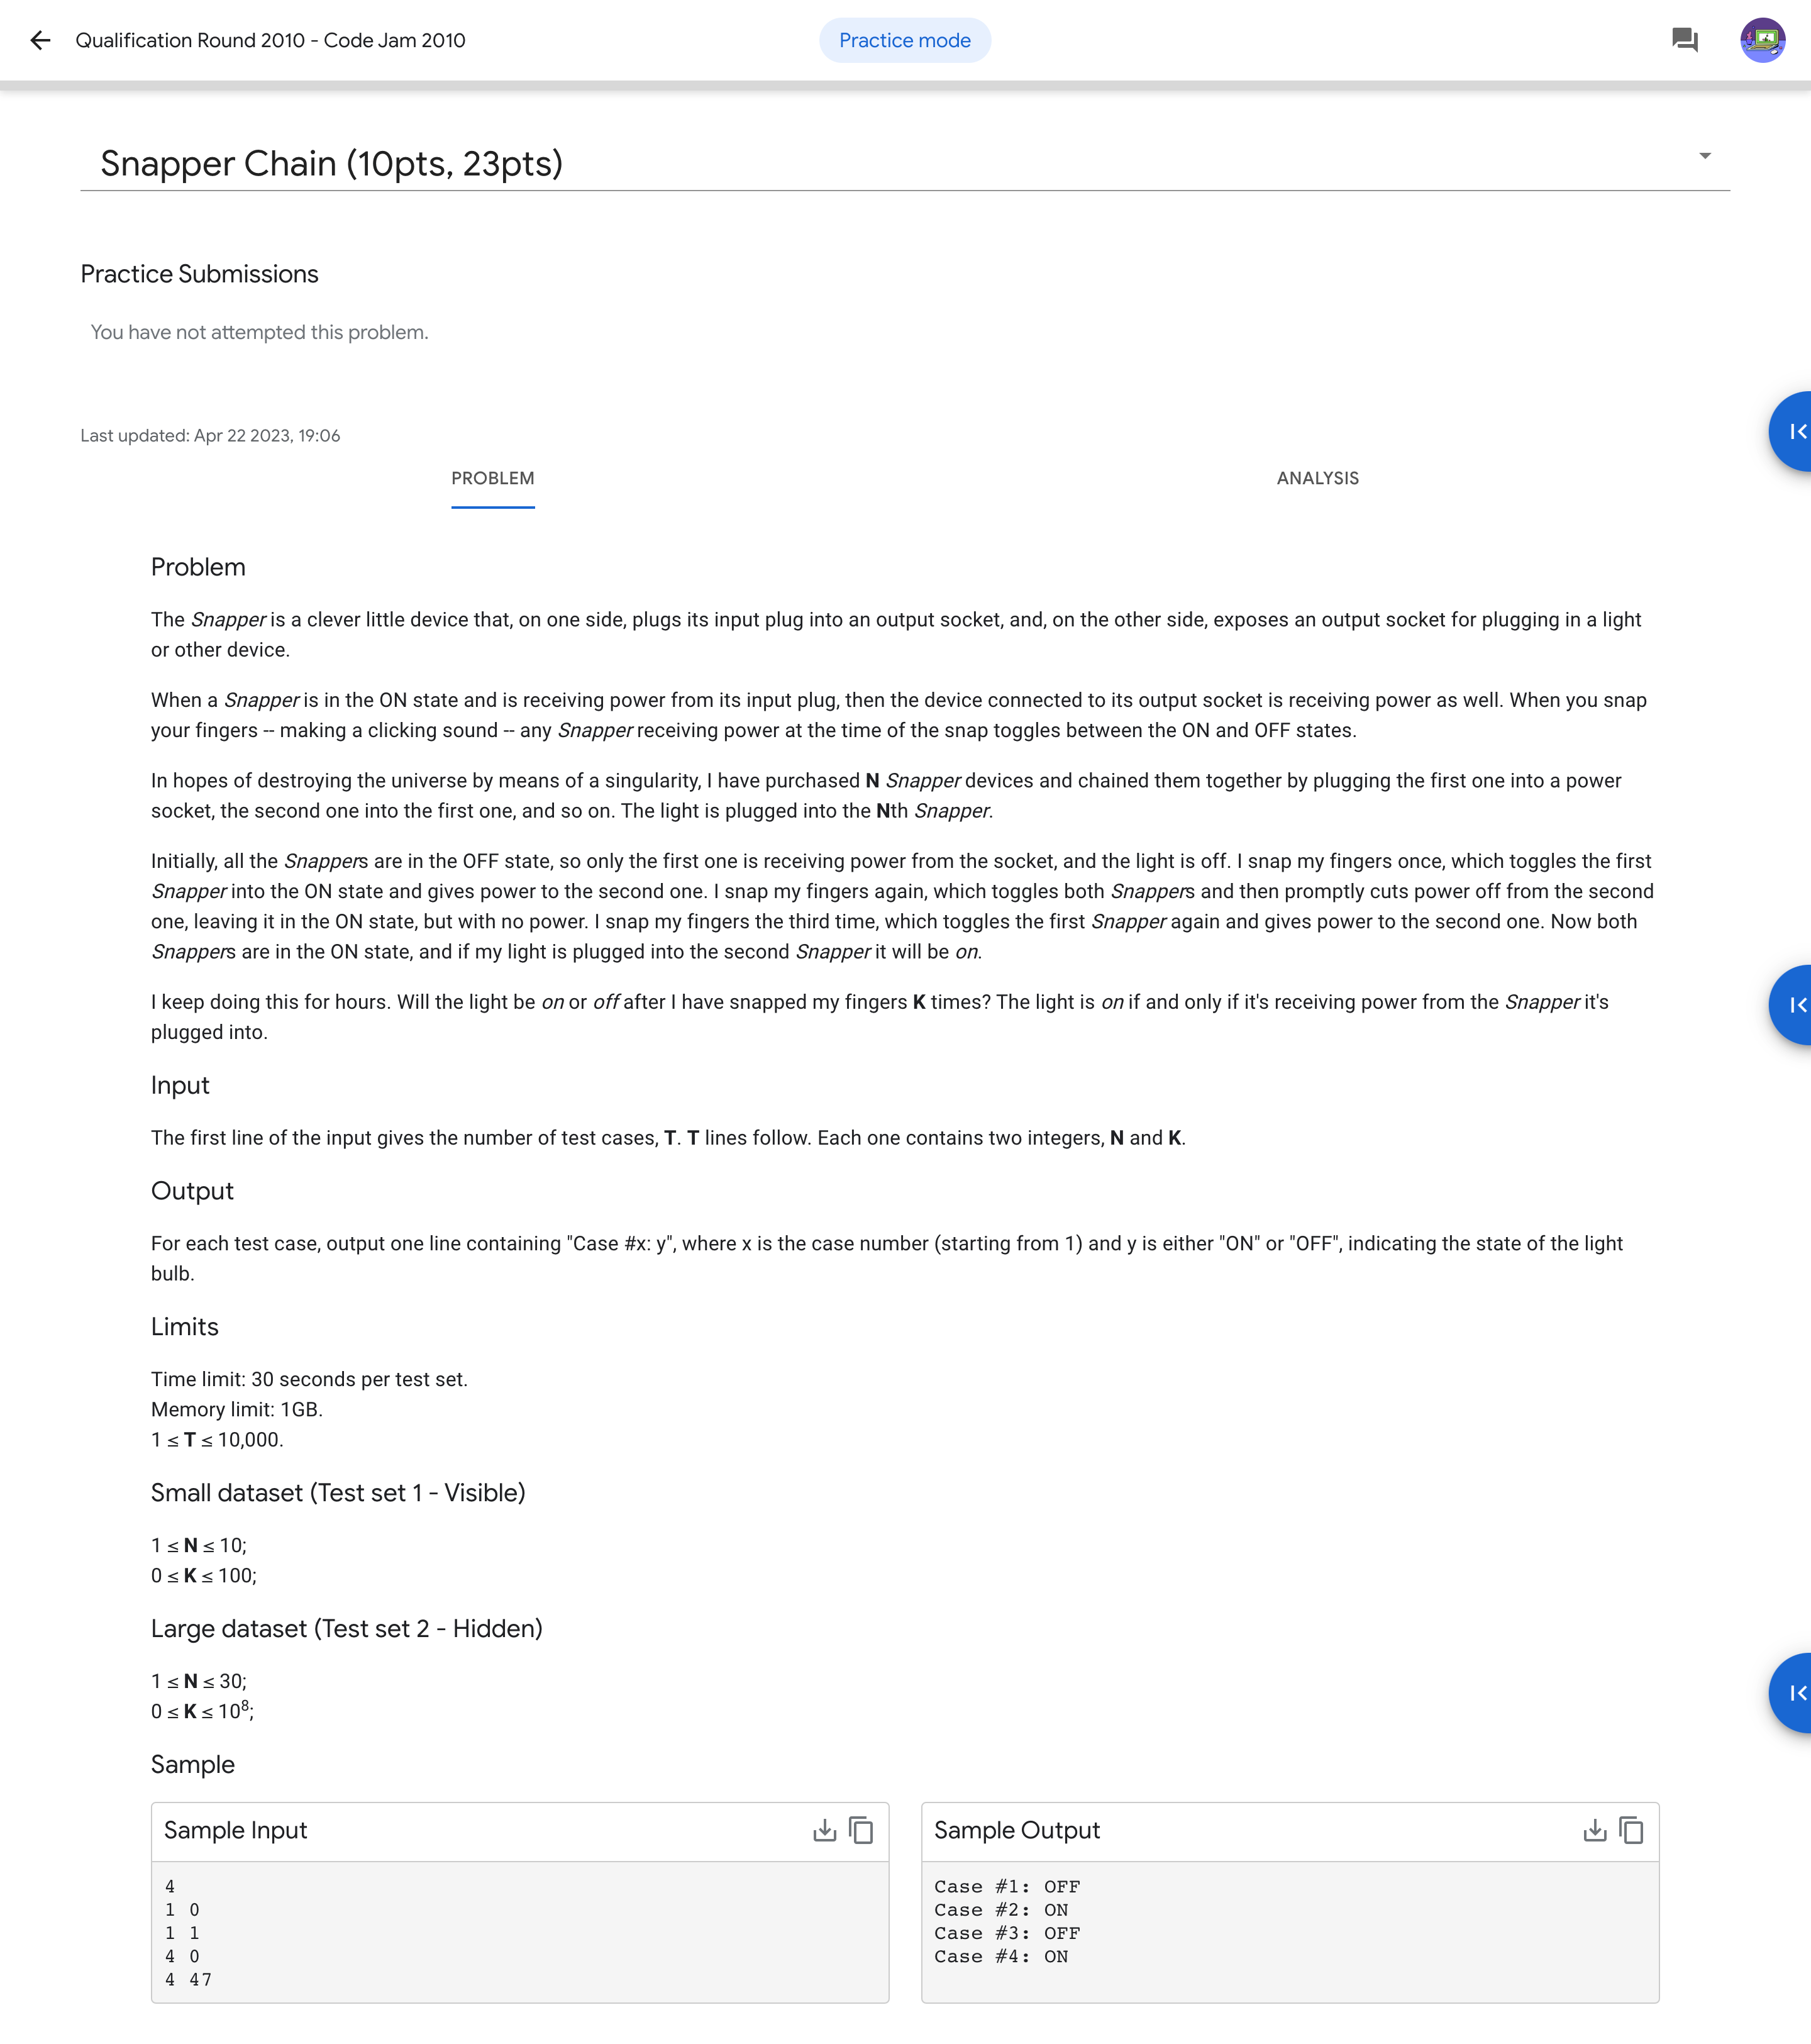 Qualification Round 2010 - Code Jam 2010
Practice mode
Snapper Chain (10pts, 23pts)
Practice Submissions
You have not attempted this problem.
Last updated: Apr 22 2023, 19:06
PROBLEM
ANALYSIS
Problem
The Snapper is a clever little device that, on one side, plugs its input plug into an output socket, and, on the other side, exposes an output socket for plugging in a light
or other device.
When a Snapper is in the ON state and is receiving power from its input plug, then the device connected to its output socket is receiving power as well. When you snap
your fingers -- making a clicking sound -- any Snapper receiving power at the time of the snap toggles between the ON and OFF states.
In hopes of destroying the universe by means of a singularity, I have purchased N Snapper devices and chained them together by plugging the first one into a power
socket, the second one into the first one, and so on. The light is plugged into the Nth Snapper.
Initially, all the Snappers are in the OFF state, so only the first one is receiving power from the socket, and the light is off. I snap my fingers once, which toggles the first
Snapper into the ON state and gives power to the second one. I snap my fingers again, which toggles both Snappers and then promptly cuts power off from the second
one, leaving it in the ON state, but with no power. I snap my fingers the third time, which toggles the first Snapper again and gives power to the second one. Now both
Snappers are in the ON state, and if my light is plugged into the second Snapper it will be on.
I keep doing this for hours. Will the light be on or off after I have snapped my fingers K times? The light is on if and only if it's receiving power from the Snapper it's
plugged into.
Input
The first line of the input gives the number of test cases, T. T lines follow. Each one contains two integers, N and K.
Output
For each test case, output one line containing "Case #x: y", where x is the case number (starting from 1) and y is either "ON" or "OFF", indicating the state of the light
bulb.
Limits
Time limit: 30 seconds per test set.
Memory limit: 1GB.
1 ≤ T ≤ 10,000.
Small dataset (Test set 1 - Visible)
1 ≤ N ≤ 10;
0 ≤ K ≤ 100;
Large dataset (Test set 2 - Hidden)
1 ≤ N ≤ 30;
0 ≤ K ≤ 10⁸;
Sample
Sample Input
4
1 0
1 1
4 0
4 47
Sample Output
Case #1: OFF
Case #2: ON
Case #3: OFF
Case #4: ON